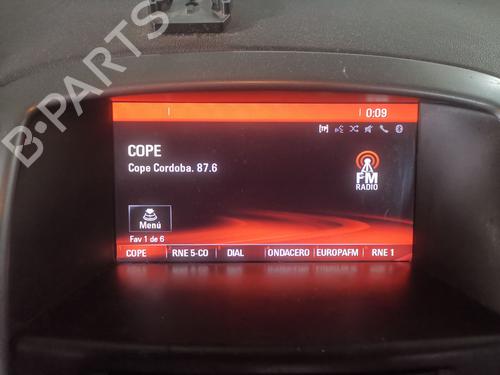 B-PARTS
0:09
[TP]
COPE
Cope Cordoba. 87.6
FM
RADIO
Menú
Fav 1 de 6
COPE RNE 5-CO DIAL ONDACERO EUROPAFM RNE 1